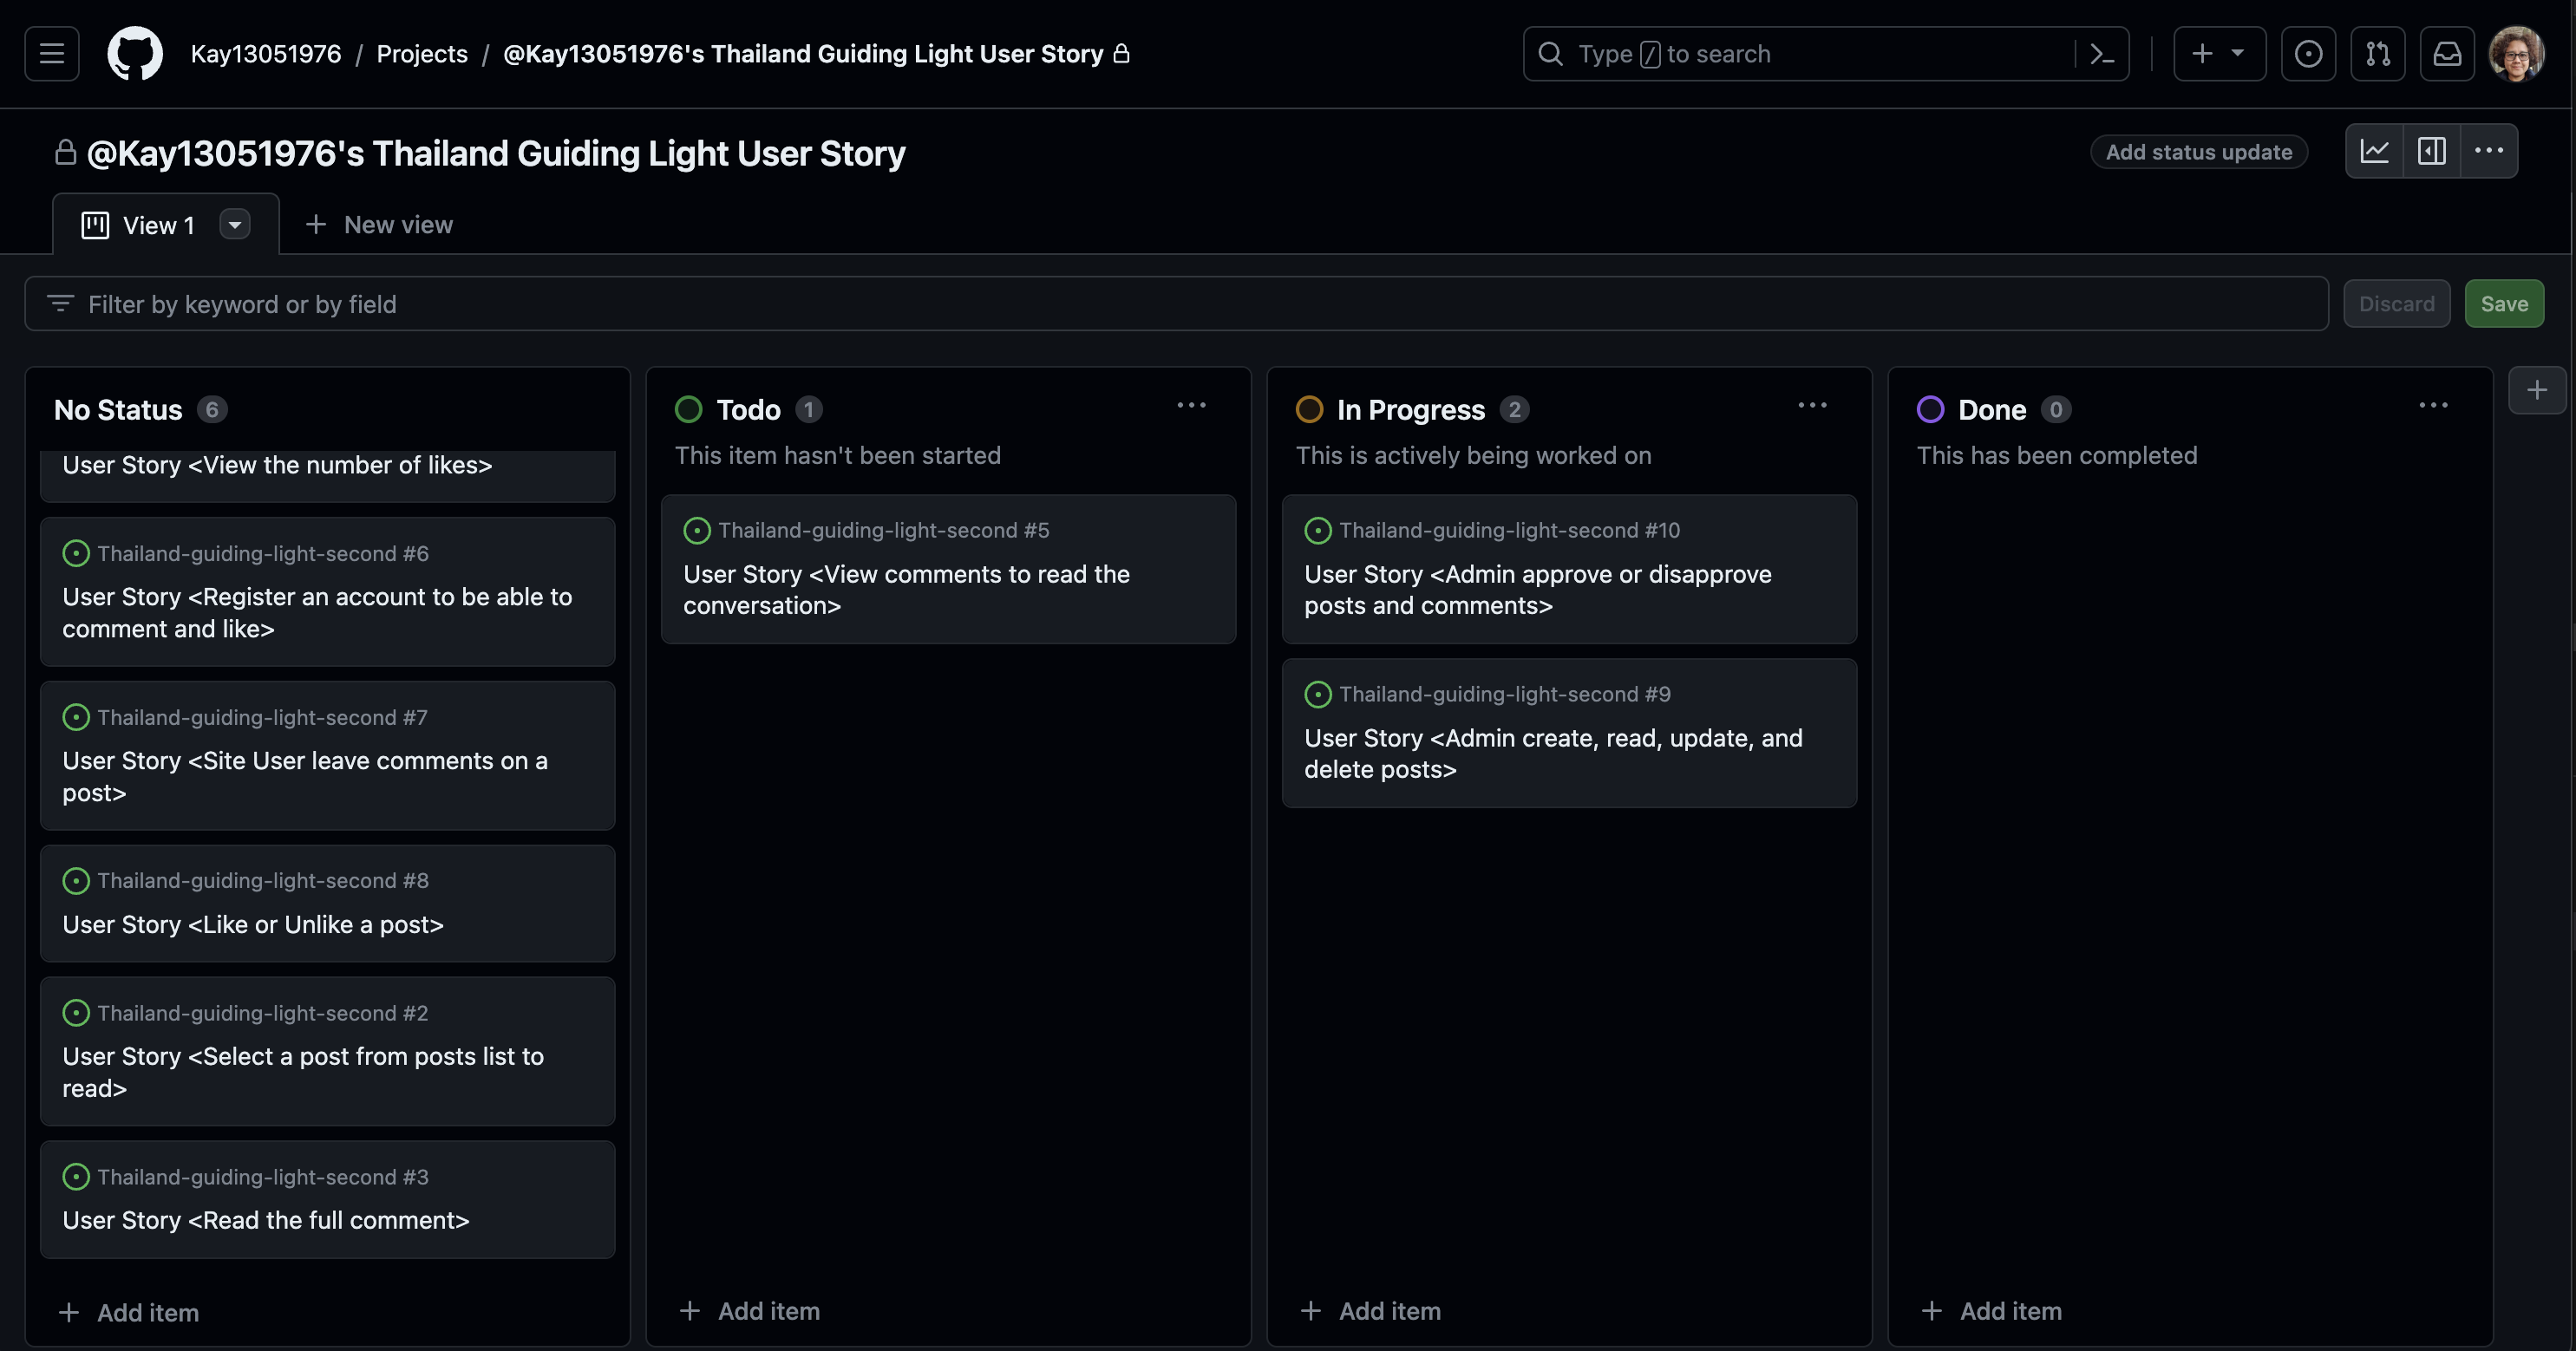 Kay13051976 / Projects / @Kay13051976's Thailand Guiding Light User Story
Type / to search
@Kay13051976's Thailand Guiding Light User Story
Add status update
View 1
New view
Filter by keyword or by field
Discard
Save
No Status 6
User Story <View the number of likes>
Thailand-guiding-light-second #6
User Story <Register an account to be able to
comment and like>
Thailand-guiding-light-second #7
User Story <Site User leave comments on a
post>
Thailand-guiding-light-second #8
User Story <Like or Unlike a post>
Thailand-guiding-light-second #2
User Story <Select a post from posts list to
read>
Thailand-guiding-light-second #3
User Story <Read the full comment>
Add item
Todo 1
This item hasn't been started
Thailand-guiding-light-second #5
User Story <View comments to read the
conversation>
Add item
In Progress 2
This is actively being worked on
Thailand-guiding-light-second #10
User Story <Admin approve or disapprove
posts and comments>
Thailand-guiding-light-second #9
User Story <Admin create, read, update, and
delete posts>
Add item
Done 0
This has been completed
Add item